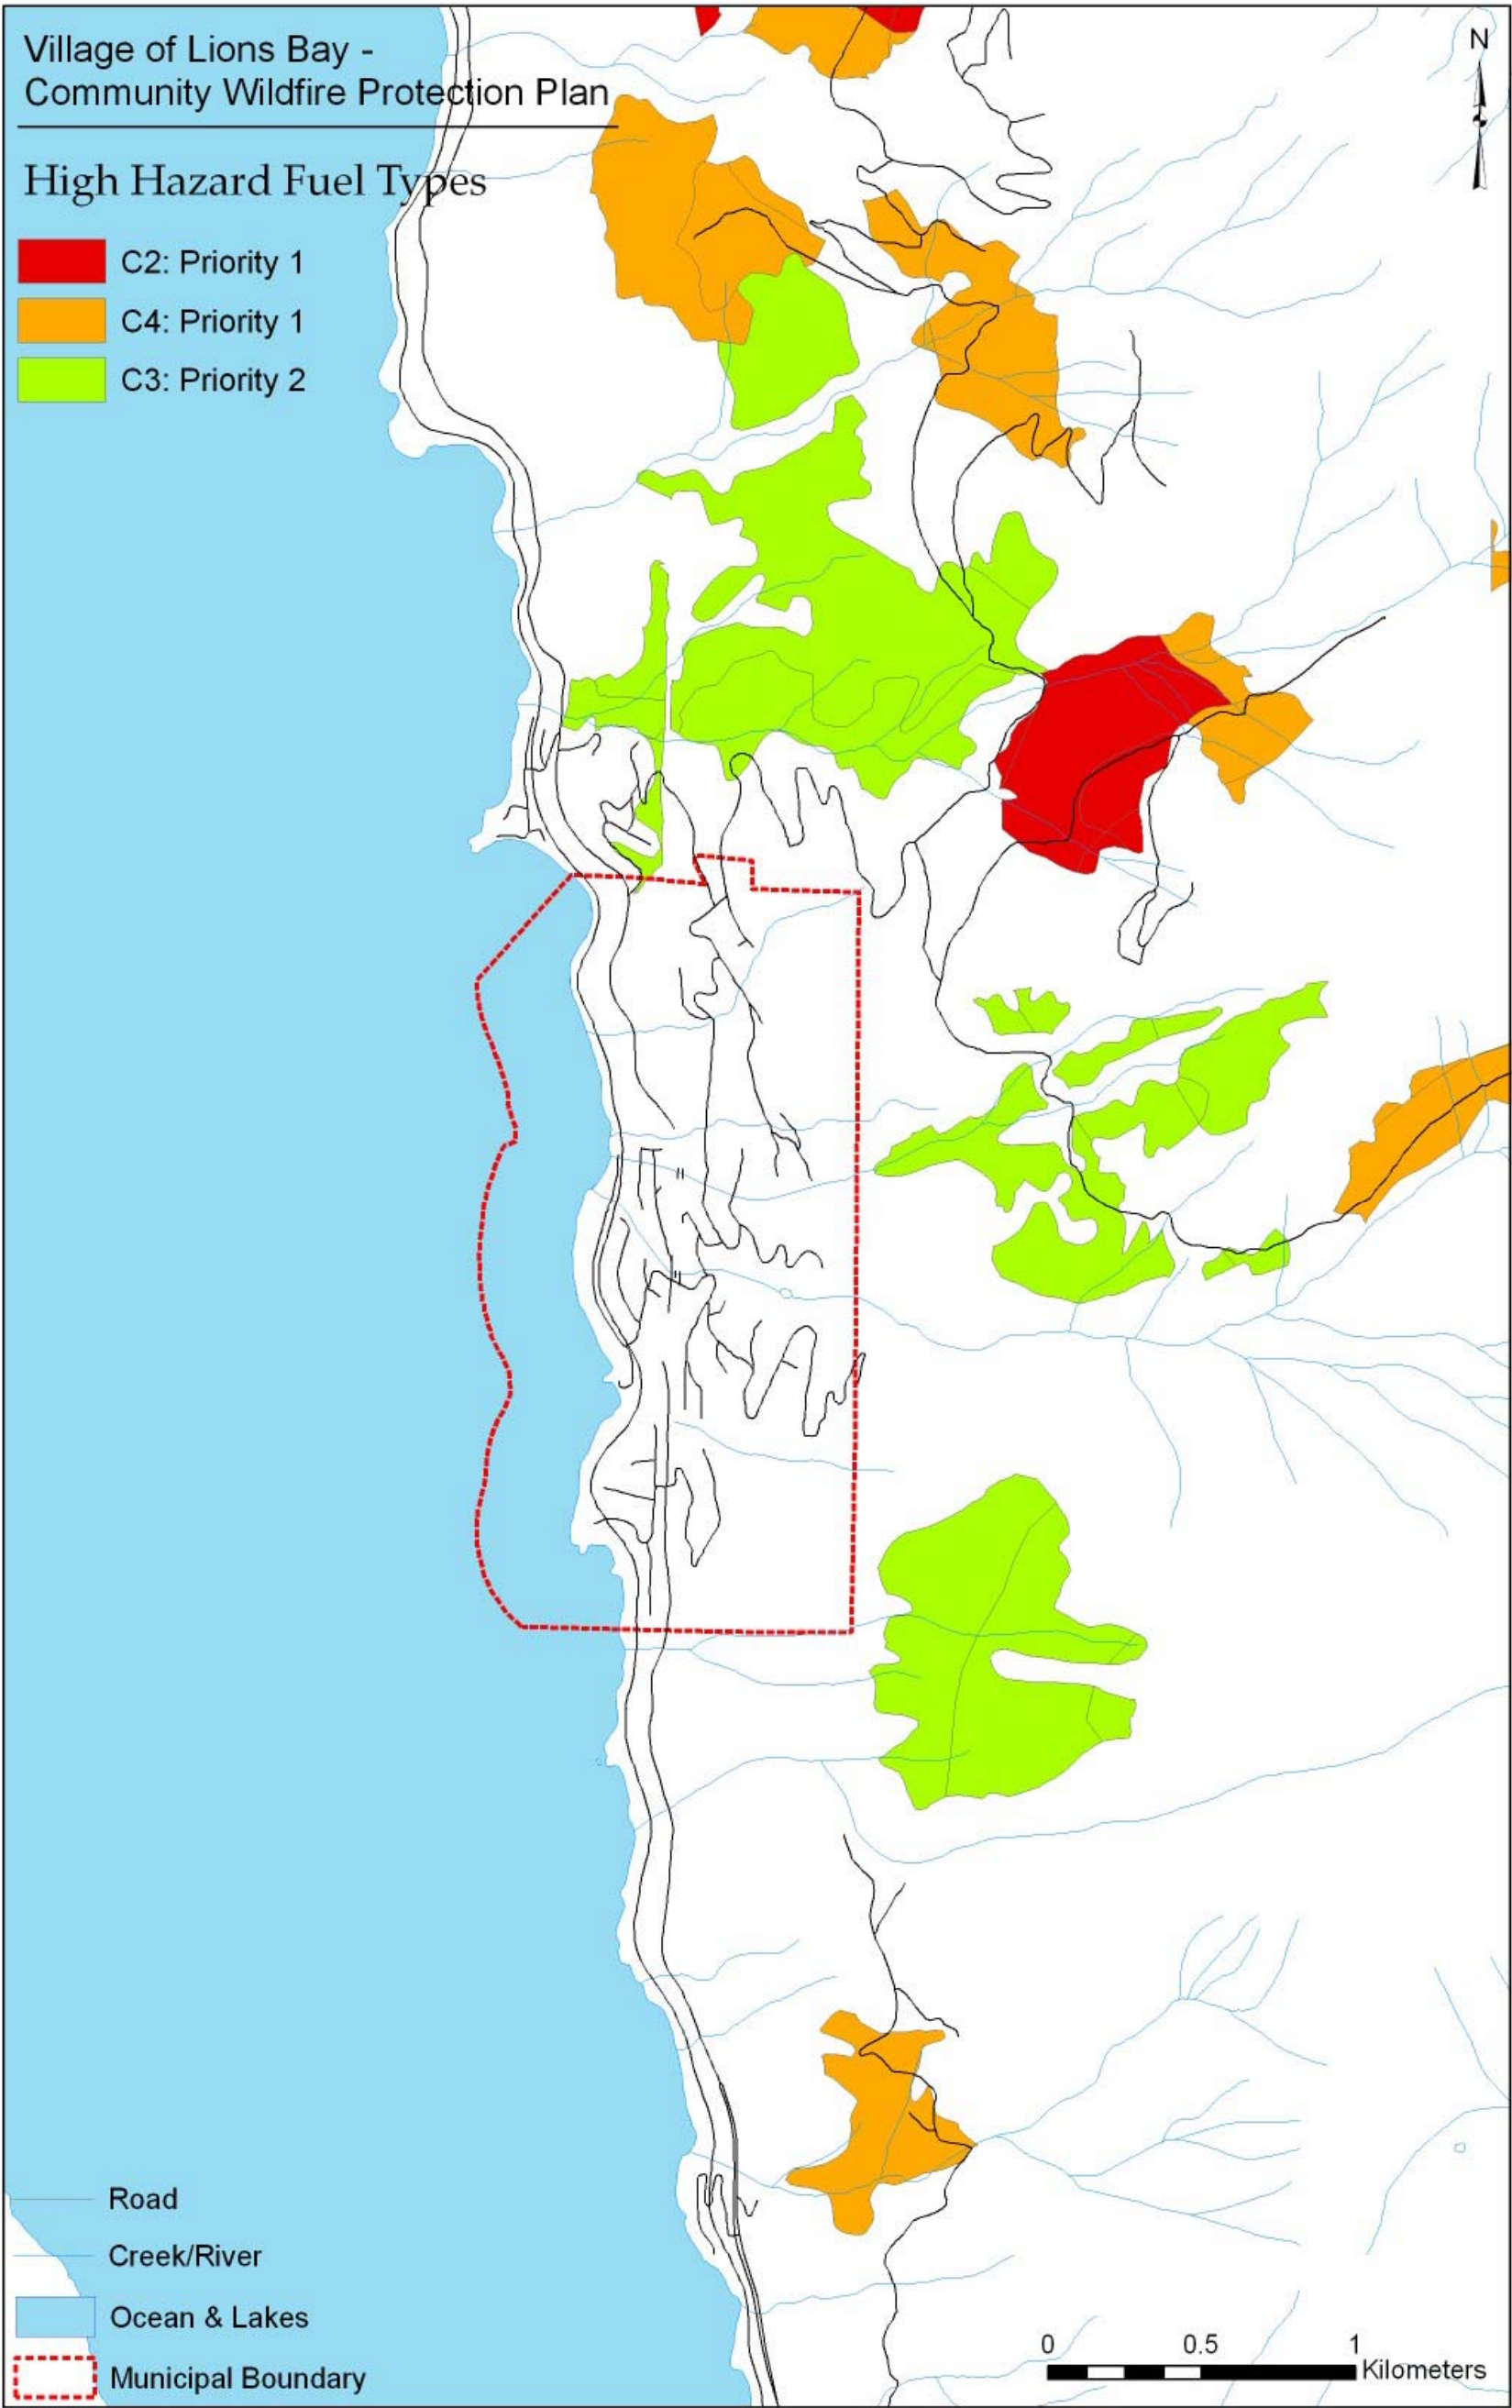 Village of Lions Bay -
Community Wildfire Protection Plan
High Hazard Fuel Types
C2: Priority 1
C4: Priority 1
C3: Priority 2
N
Road
Creek/River
Ocean & Lakes
Municipal Boundary
0 0.5 1
Kilometers